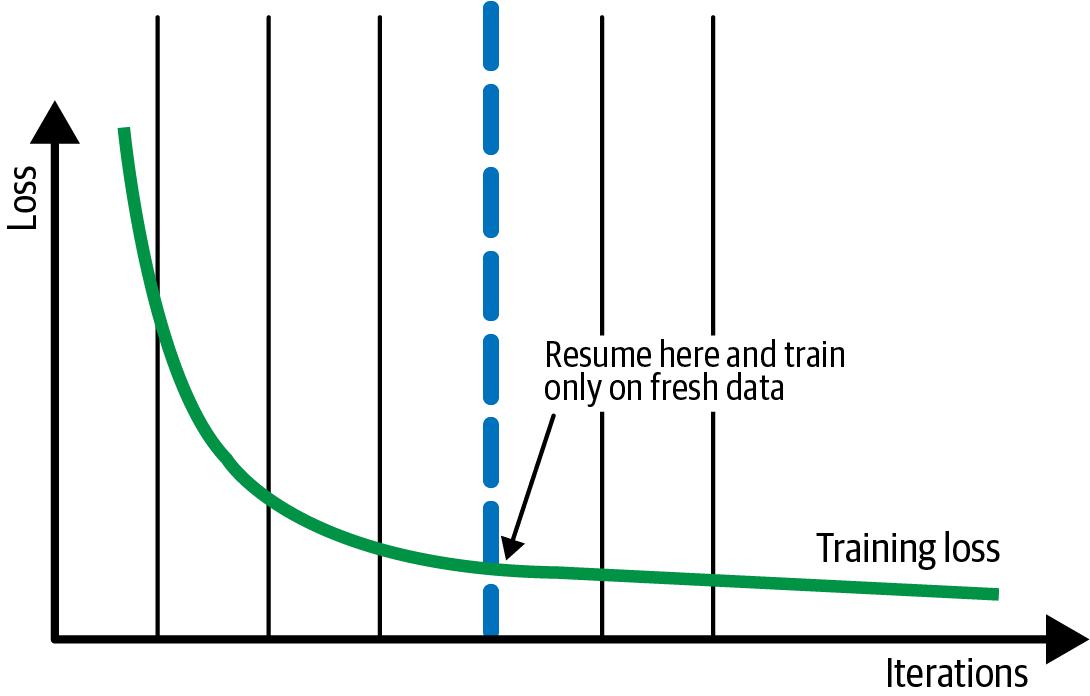 Loss
Resume here and train
only on fresh data
Training loss
Iterations